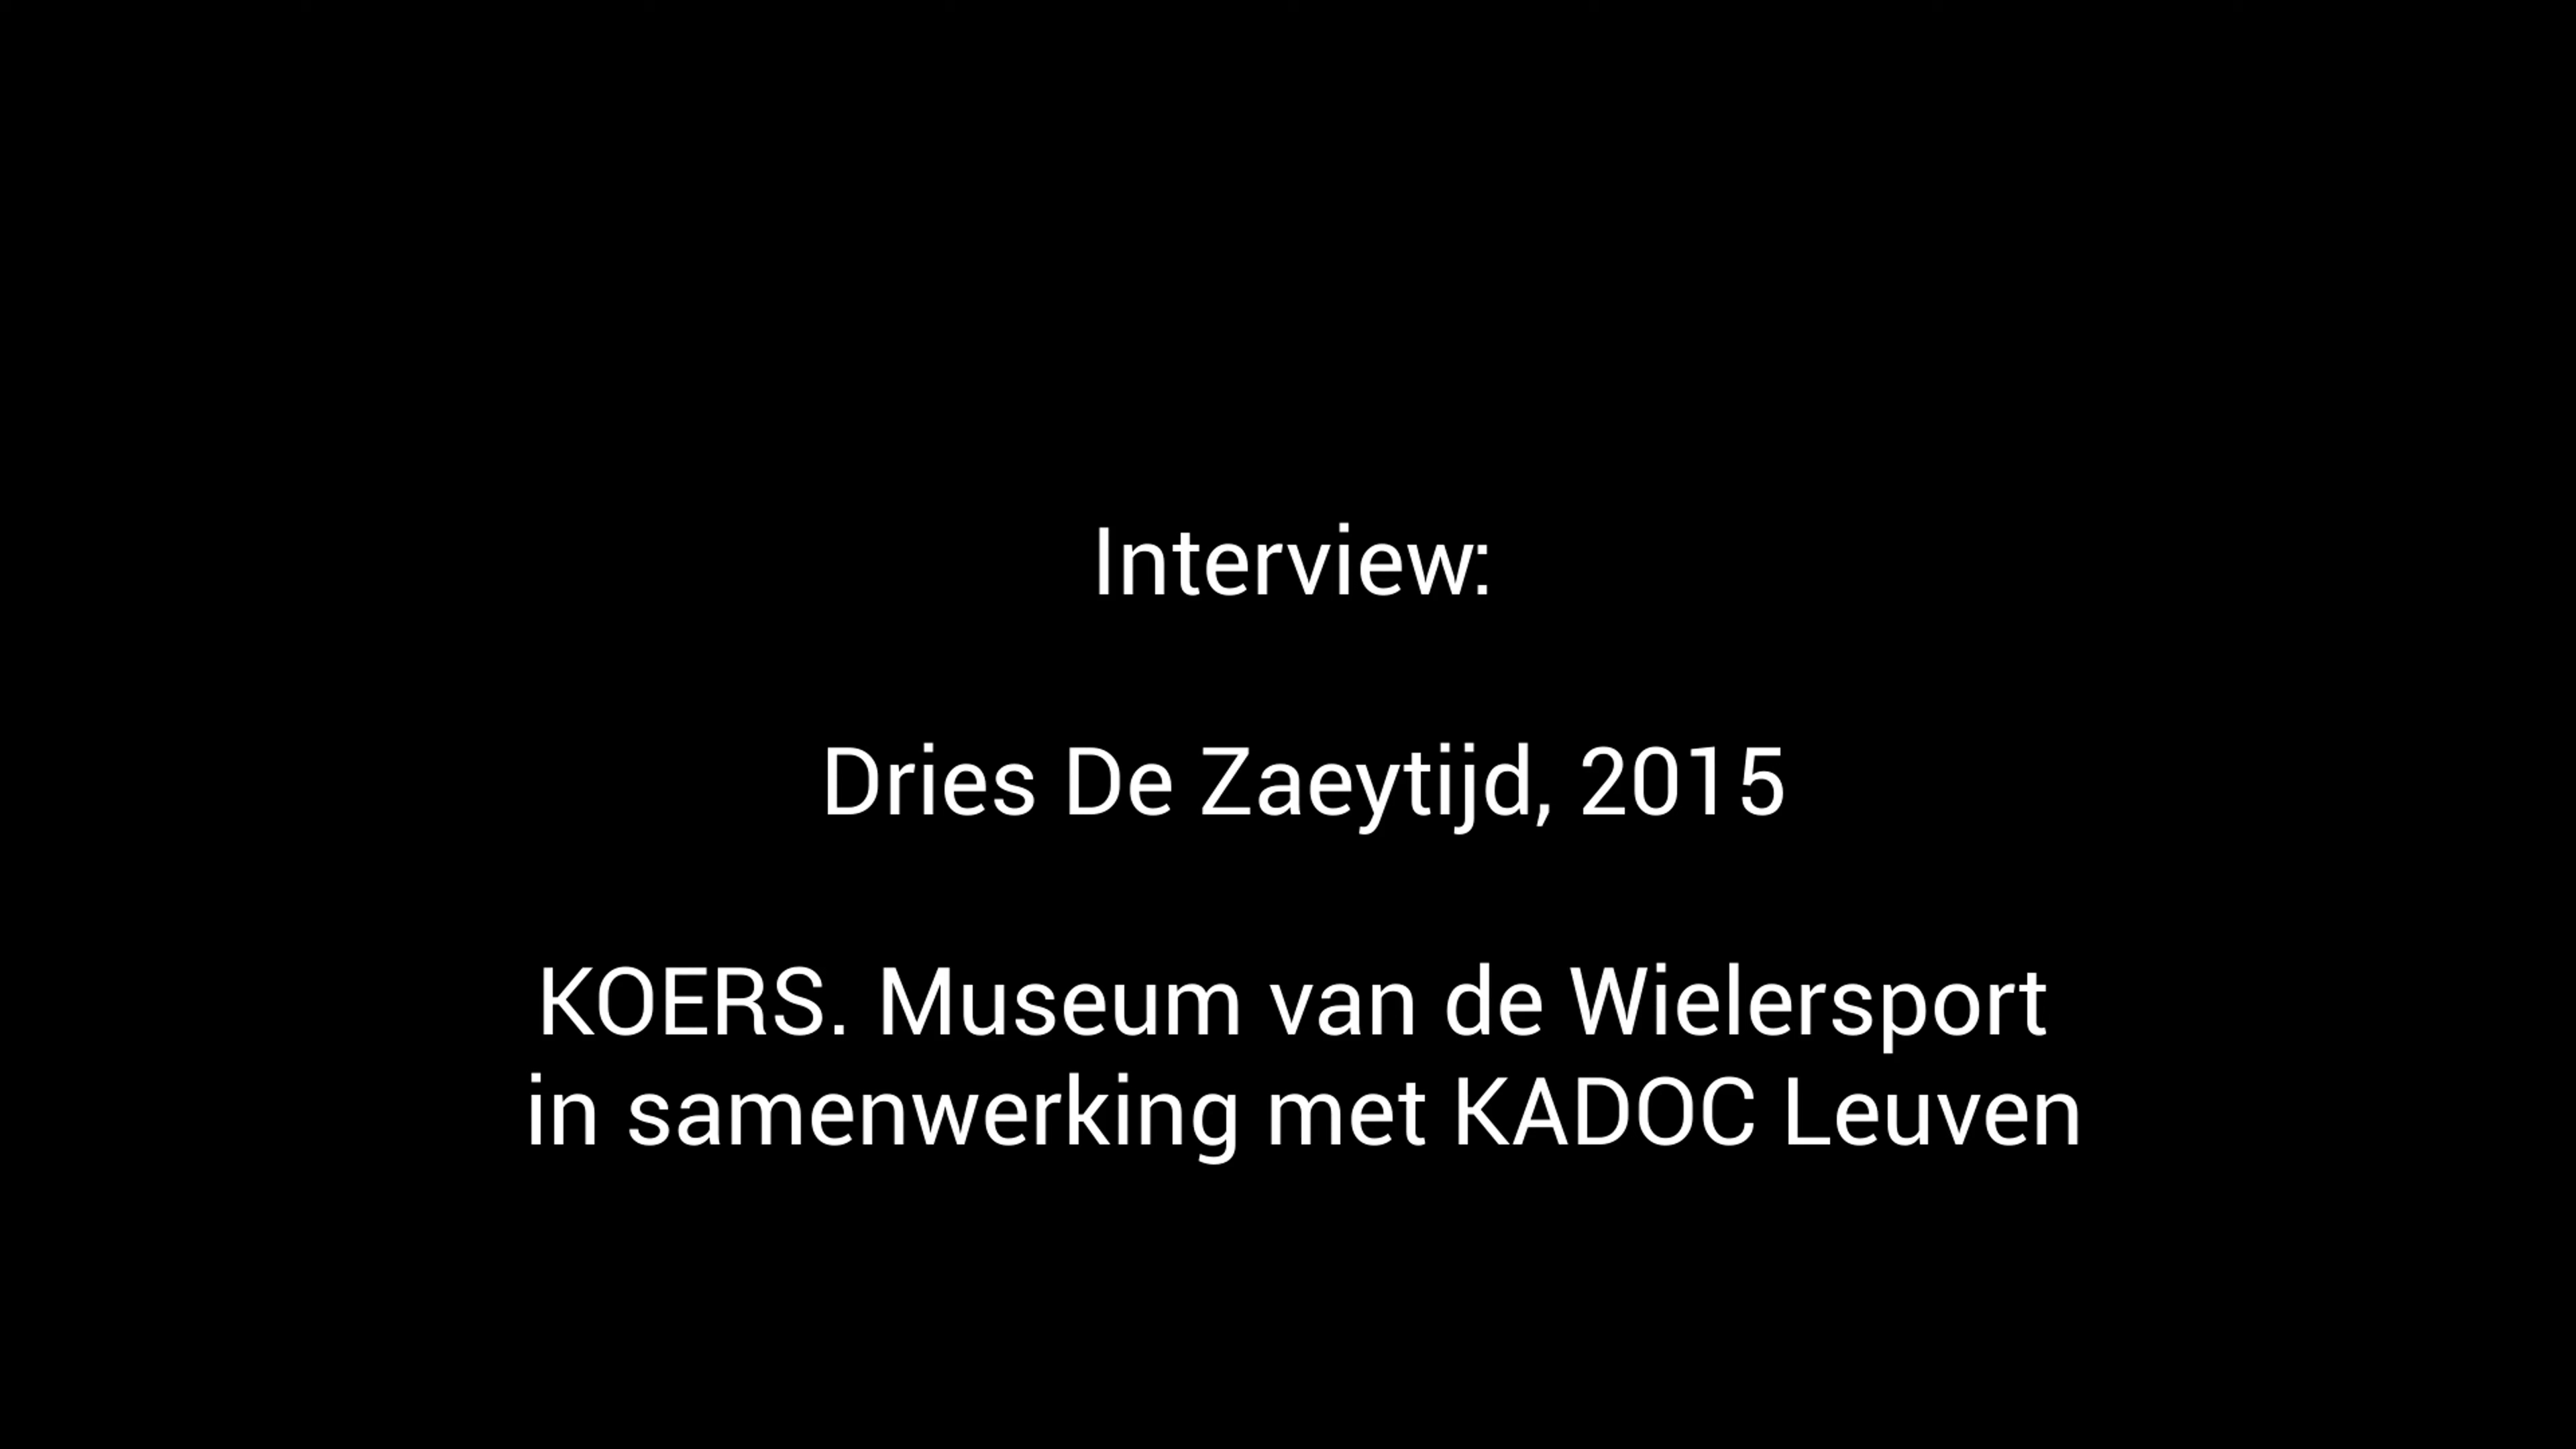 Interview:
Dries De Zaeytijd, 2015
KOERS. Museum van de Wielersport
in samenwerking met KADOC Leuven